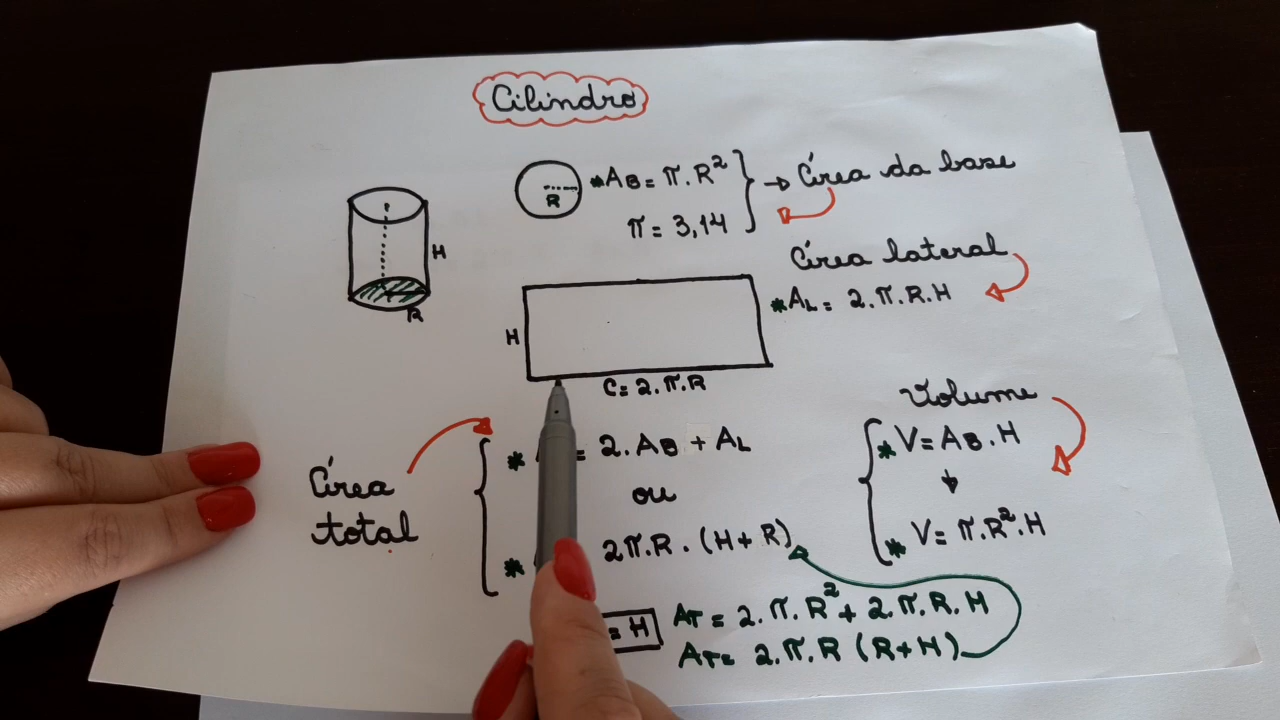 Cilindro
R
*AB = π.R²
π = 3,14
→ Área da base
H
R
Área lateral
*AL = 2.π.R.H
H
C = 2.π.R
Área total
* = 2.AB + AL
ou
* 2π.R.(H+R)
Volume
* V = AB.H
* V = π.R².H
= H
AT = 2.π.R² + 2.π.R.H
AT = 2.π.R (R+H)